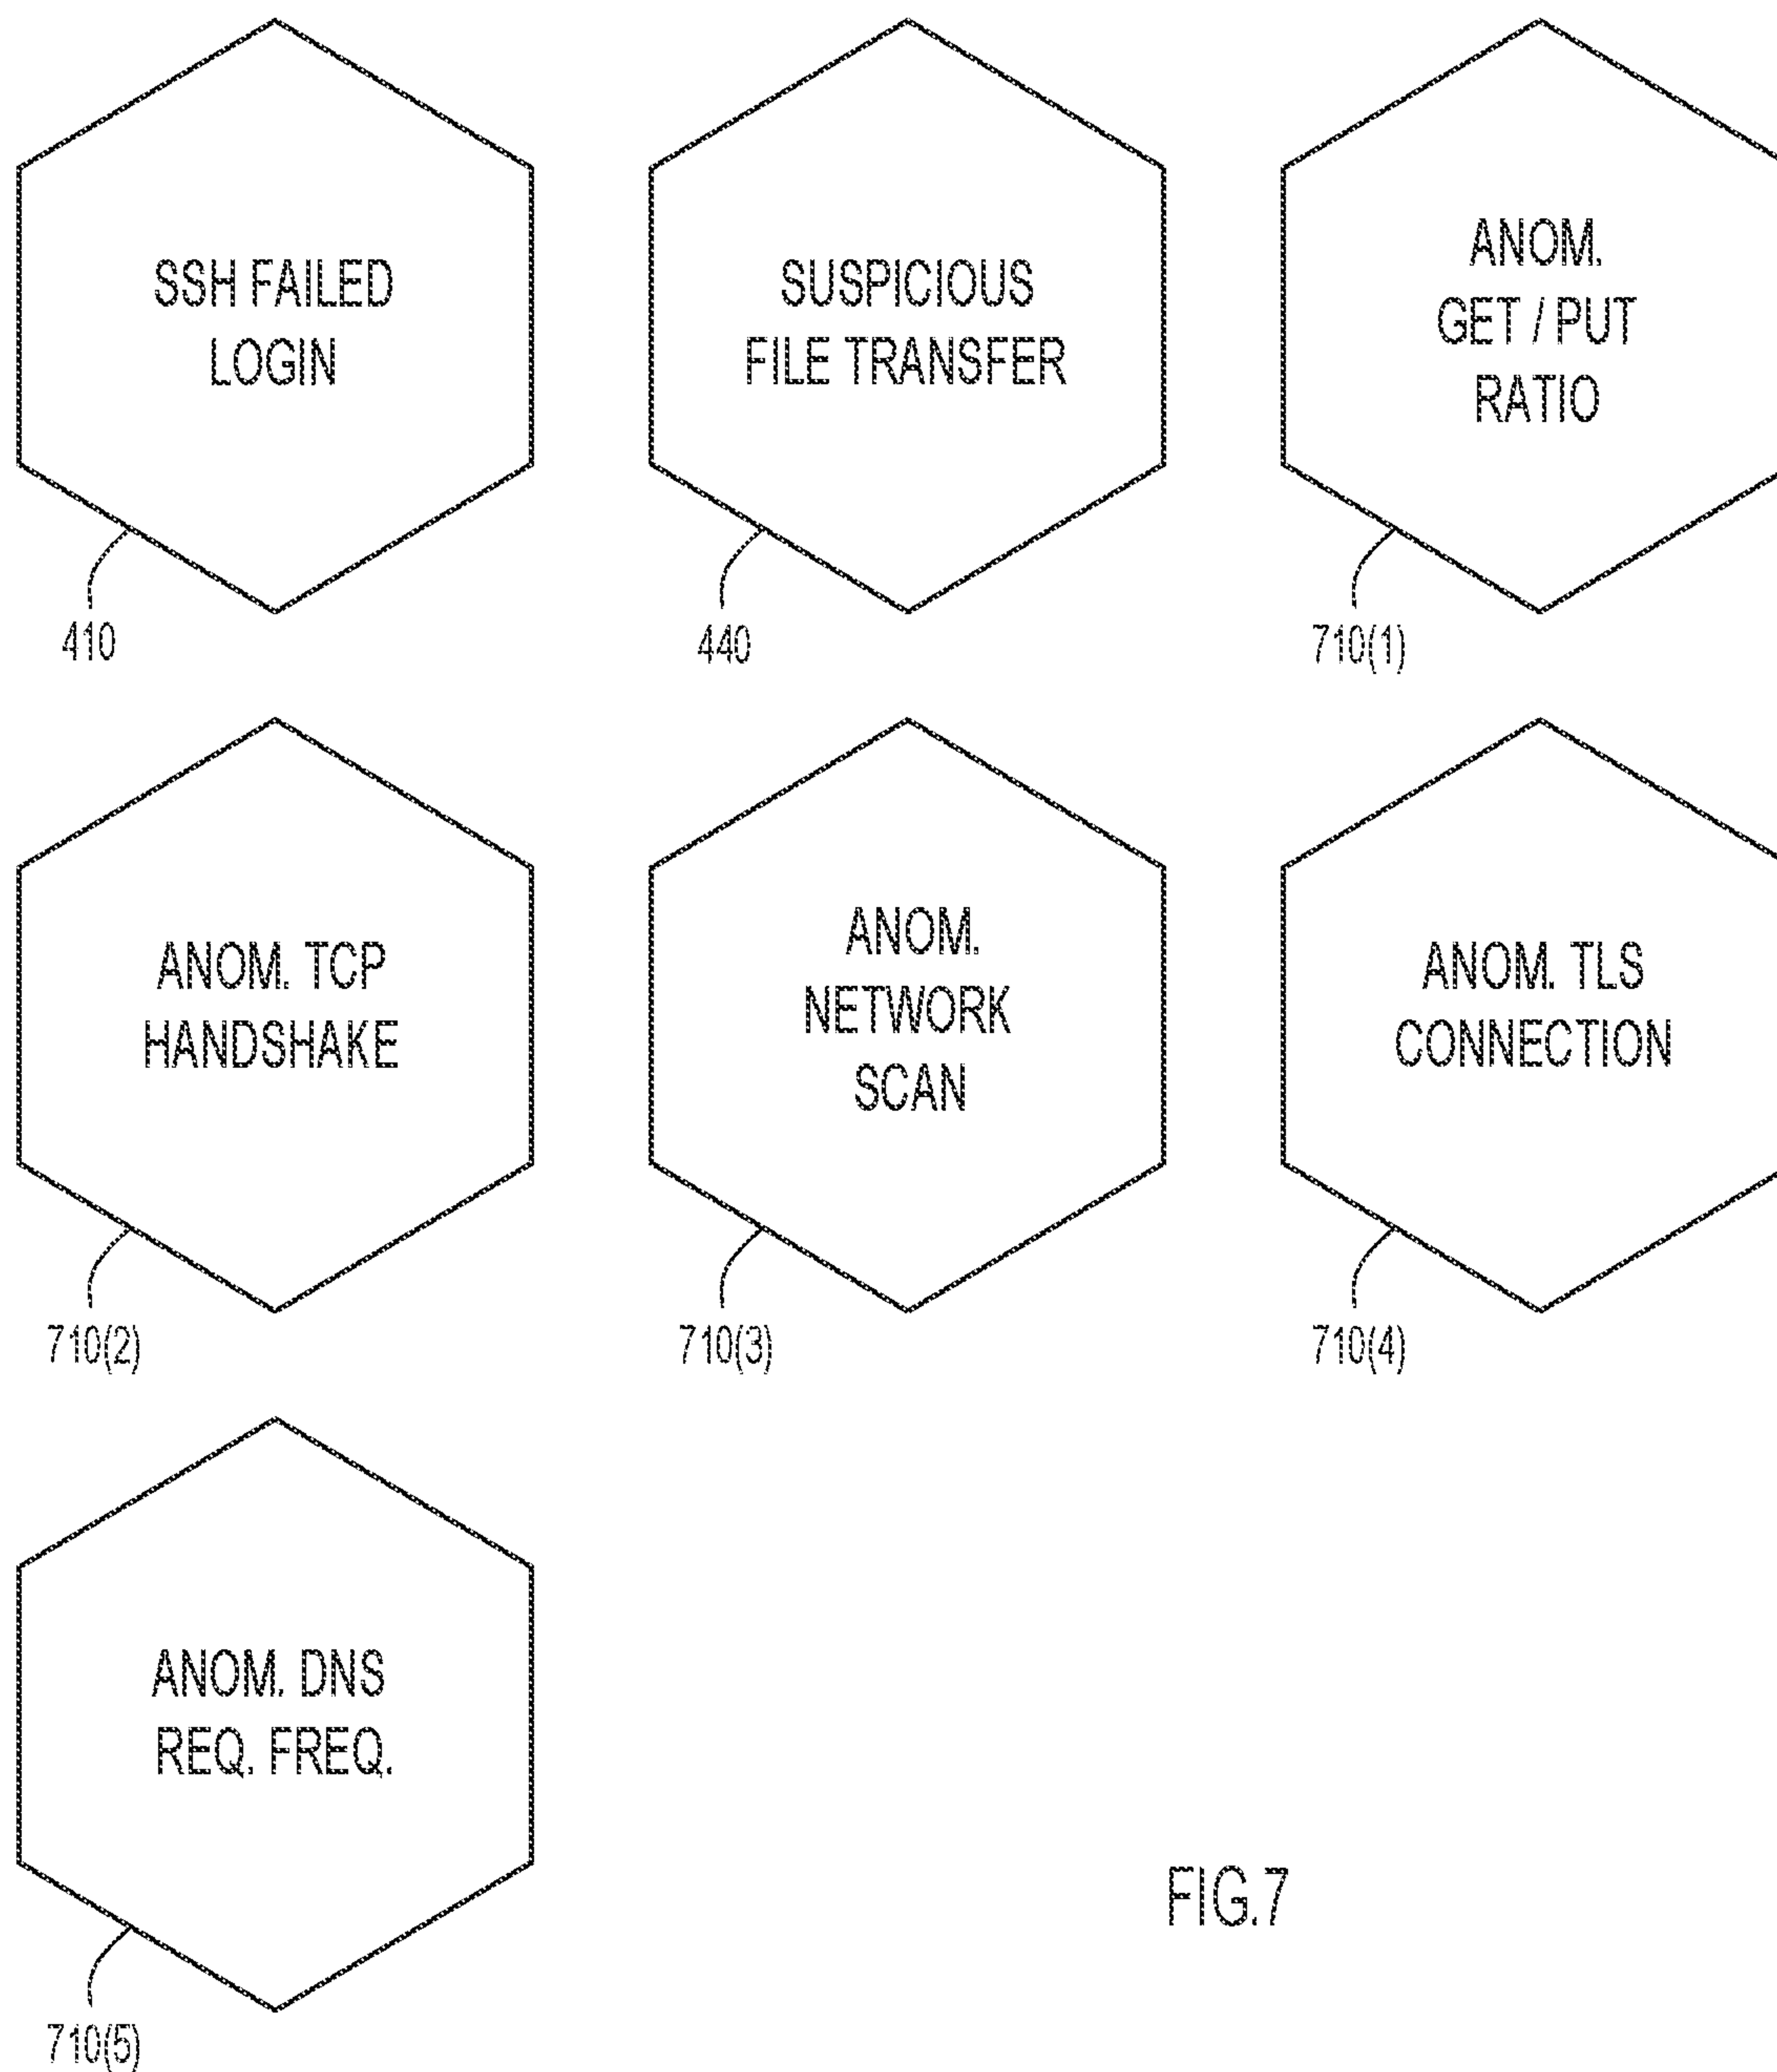 SSH FAILED
LOGIN
410
SUSPICIOUS
FILE TRANSFER
440
ANOM.
GET / PUT
RATIO
710(1)
ANOM. TCP
HANDSHAKE
710(2)
ANOM.
NETWORK
SCAN
710(3)
ANOM. TLS
CONNECTION
710(4)
ANOM. DNS
REQ. FREQ.
710(5)
FIG.7